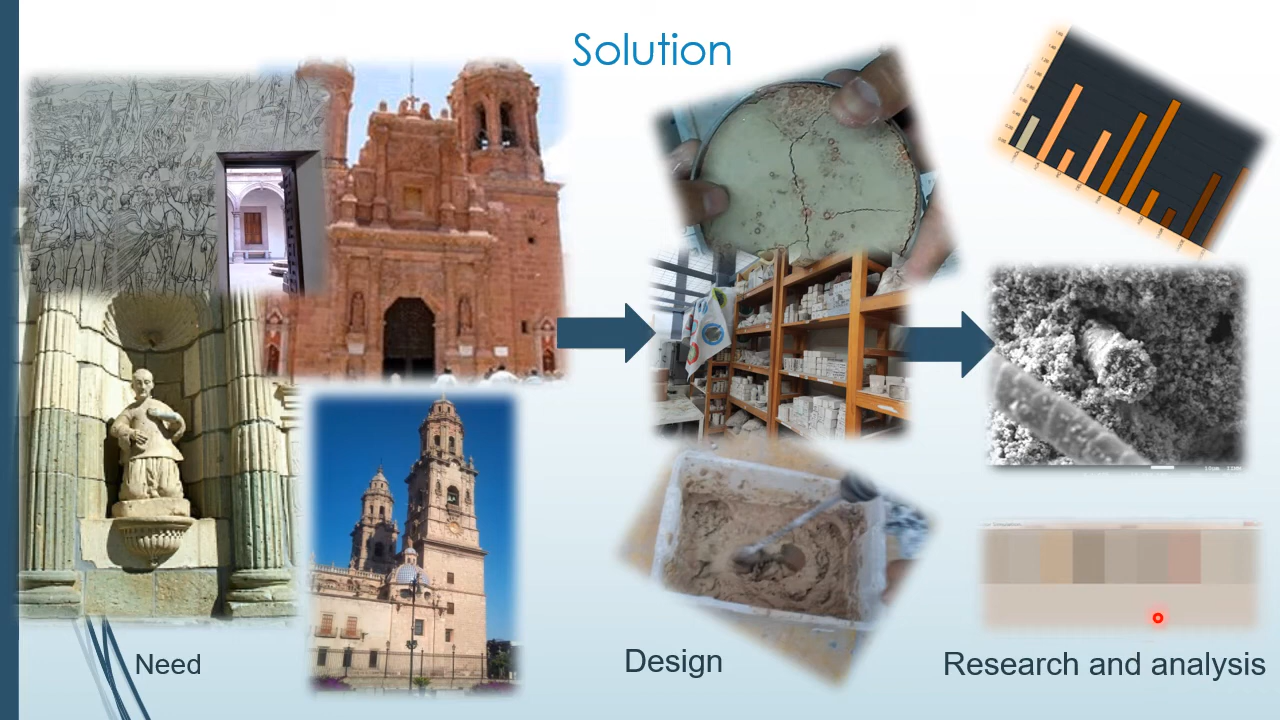 Solution
Need
Design
Research and analysis